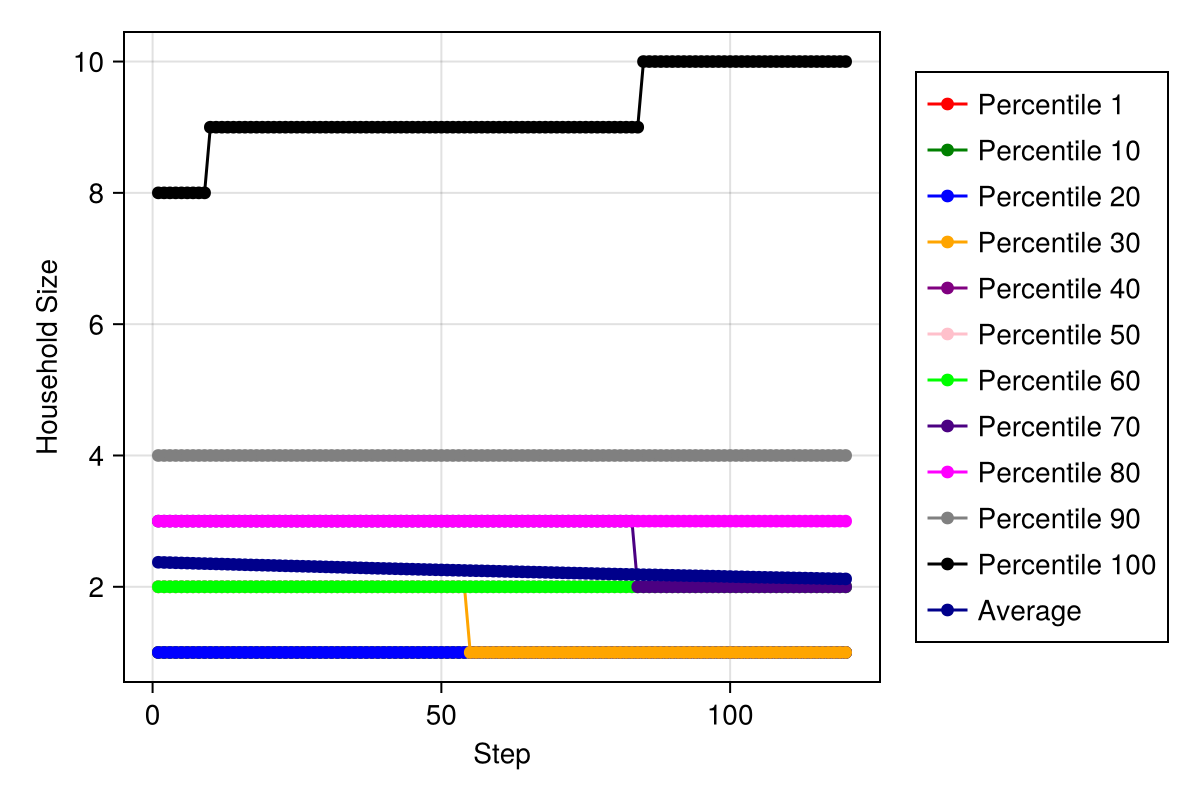 10
8
6
4
2
Household Size
0 50 100
Step
Percentile 1
Percentile 10
Percentile 20
Percentile 30
Percentile 40
Percentile 50
Percentile 60
Percentile 70
Percentile 80
Percentile 90
Percentile 100
Average